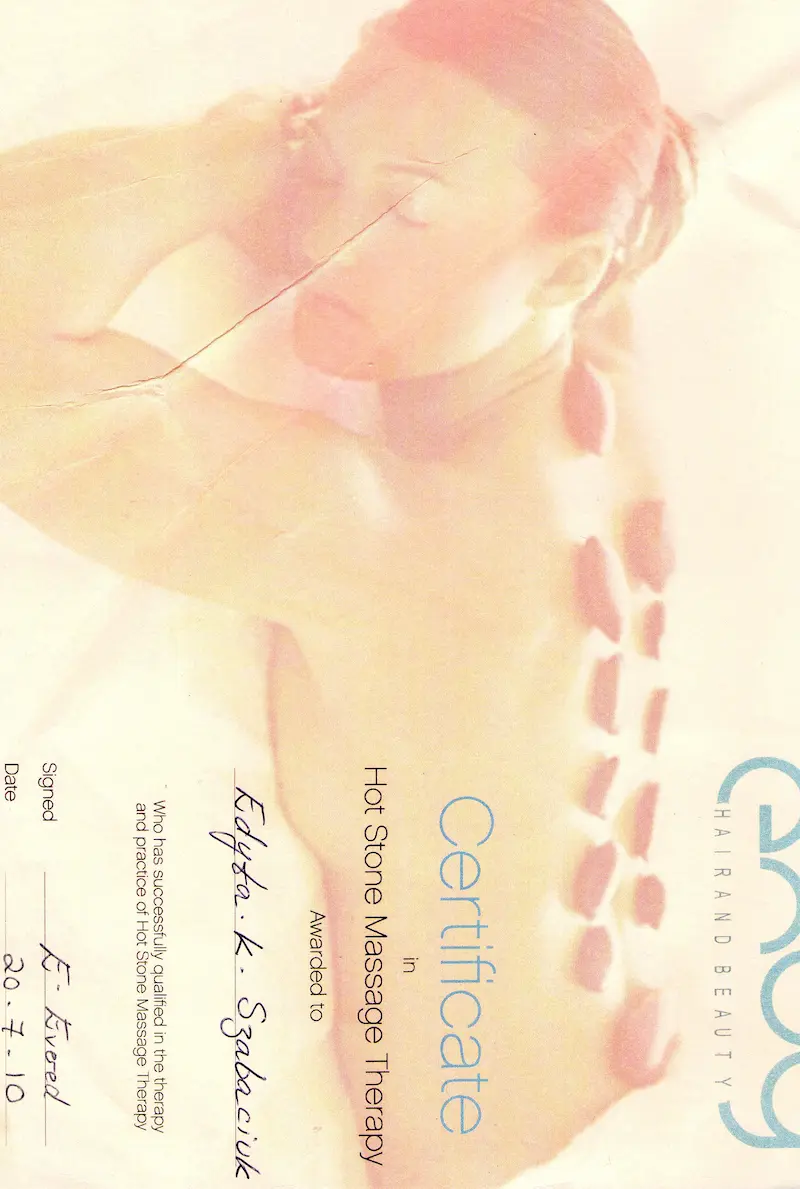 HAIR AND BEAUTY
Certificate
in
Hot Stone Massage Therapy
Awarded to
Edyta. K. Szabaciuk
Who has successfully qualified in the therapy
and practice of Hot Stone Massage Therapy
Signed E. Evered
Date 20.7-10